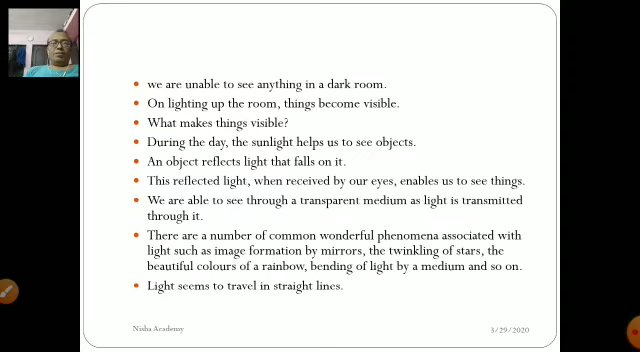 we are unable to see anything in a dark room.
On lighting up the room, things become visible.
What makes things visible?
During the day, the sunlight helps us to see objects.
An object reflects light that falls on it.
This reflected light, when received by our eyes, enables us to see things.
We are able to see through a transparent medium as light is transmitted
through it.
There are a number of common wonderful phenomena associated with
light such as image formation by mirrors, the twinkling of stars, the
beautiful colours of a rainbow, bending of light by a medium and so on.
Light seems to travel in straight lines.
Nisha Academy
3/29/2020